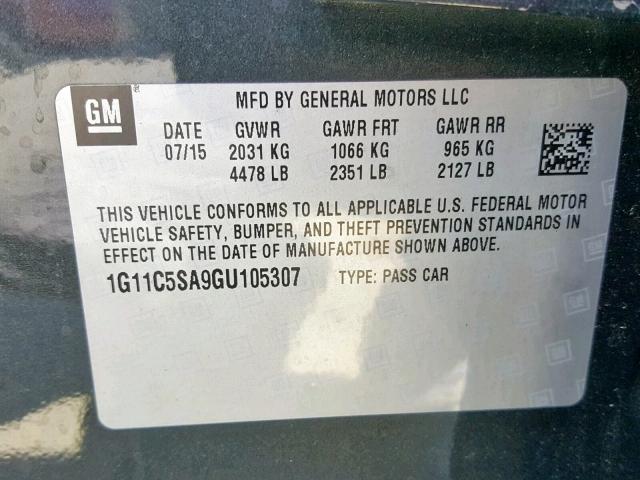 GM
MFD BY GENERAL MOTORS LLC
DATE GVWR GAWR FRT GAWR RR
07/15 2031 KG 1066 KG 965 KG
4478 LB 2351 LB 2127 LB
THIS VEHICLE CONFORMS TO ALL APPLICABLE U.S. FEDERAL MOTOR
VEHICLE SAFETY, BUMPER, AND THEFT PREVENTION STANDARDS IN
EFFECT ON THE DATE OF MANUFACTURE SHOWN ABOVE.
1G11C5SA9GU105307 TYPE: PASS CAR